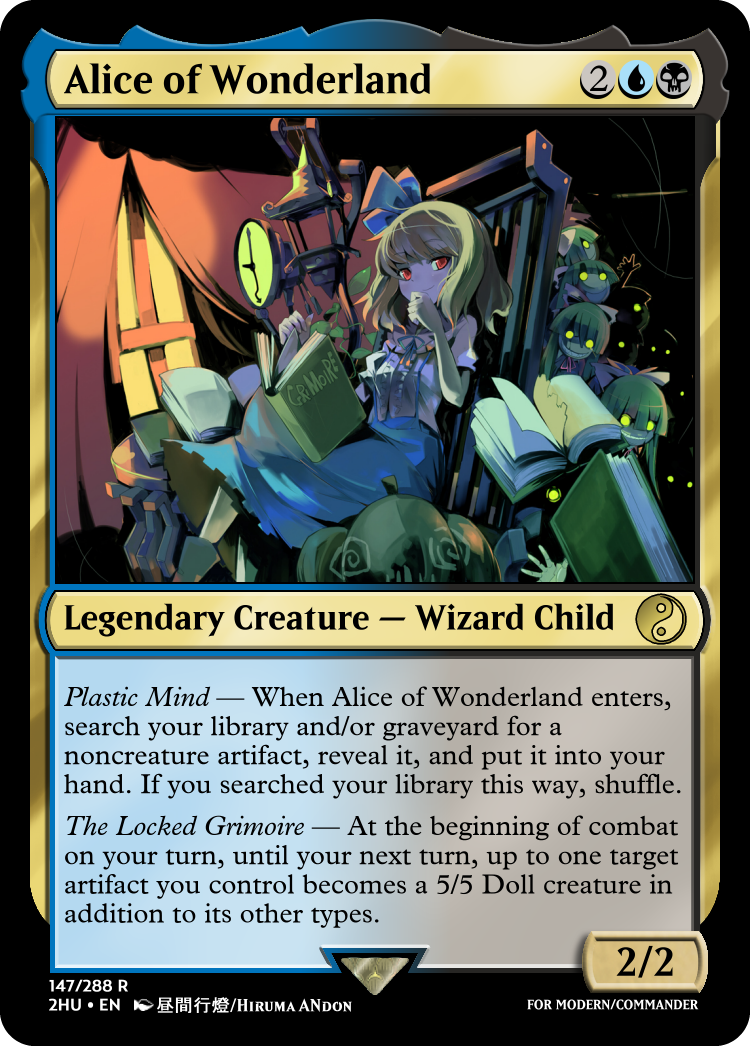 Alice of Wonderland 2
GRIMOIRE
Legendary Creature — Wizard Child
Plastic Mind — When Alice of Wonderland enters,
search your library and/or graveyard for a
noncreature artifact, reveal it, and put it into your
hand. If you searched your library this way, shuffle.
The Locked Grimoire — At the beginning of combat
on your turn, until your next turn, up to one target
artifact you control becomes a 5/5 Doll creature in
addition to its other types.
2/2
147/288 R
2HU • EN 昼間行燈/Hiruma ANdon
FOR MODERN/COMMANDER